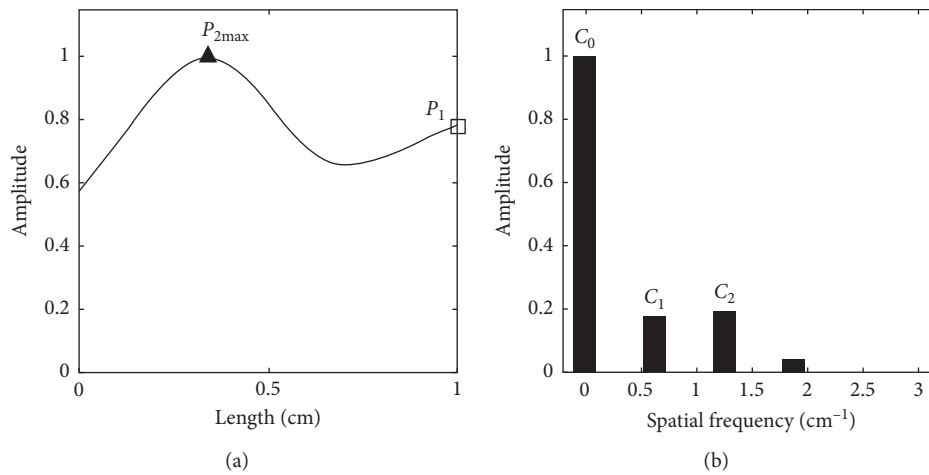 P2max
P1
1
0.8
0.6
0.4
0.2
0
0
0.5
1
Amplitude
Length (cm)
(a)
C0
C1
C2
1
0.8
0.6
0.4
0.2
0
0
0.5
1
1.5
2
2.5
3
Amplitude
Spatial frequency (cm–1)
(b)